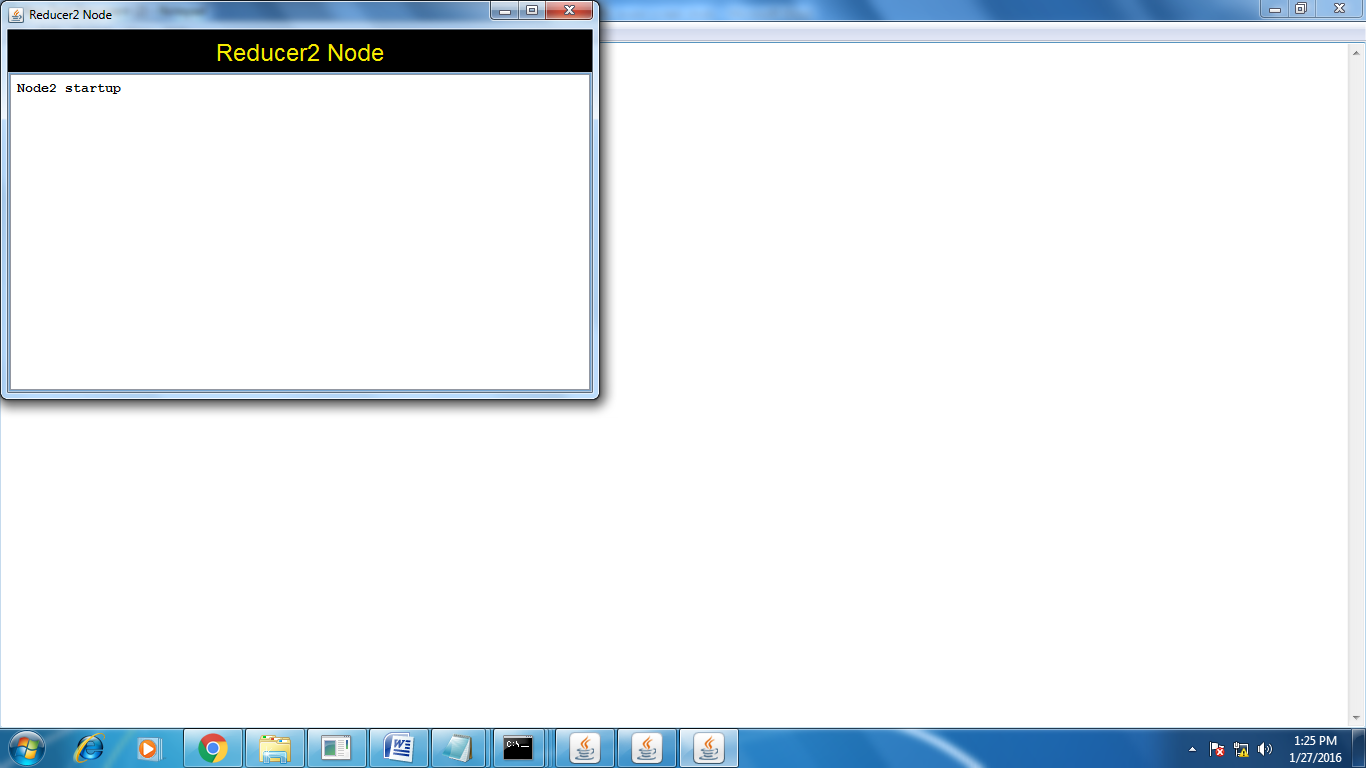 Reducer2 Node
Reducer2 Node
Node2 startup
C:\_
1:25 PM
1/27/2016